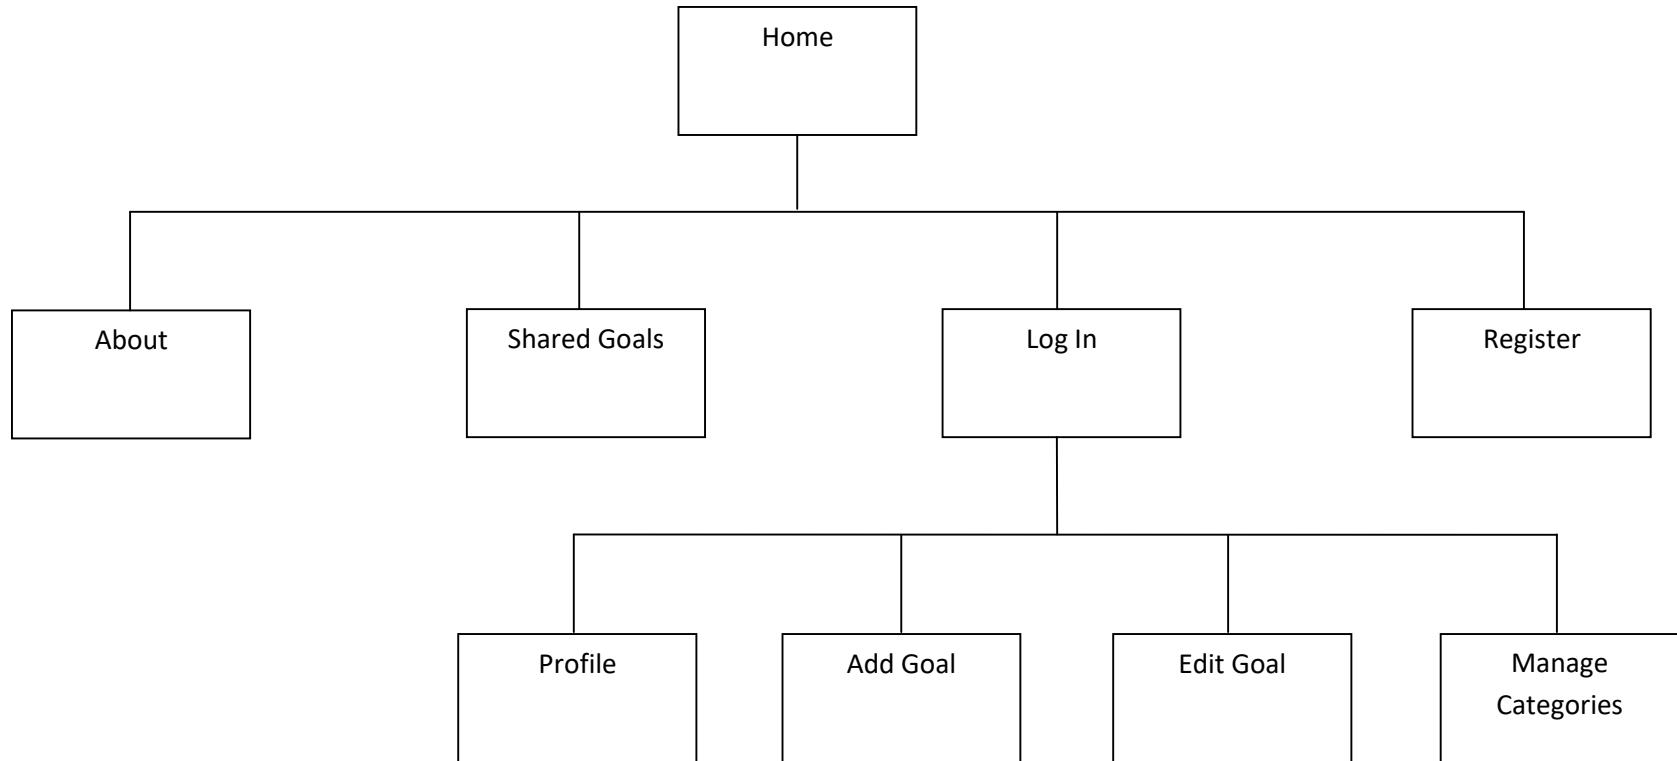 Home
About
Shared Goals
Log In
Register
Profile
Add Goal
Edit Goal
Manage
Categories